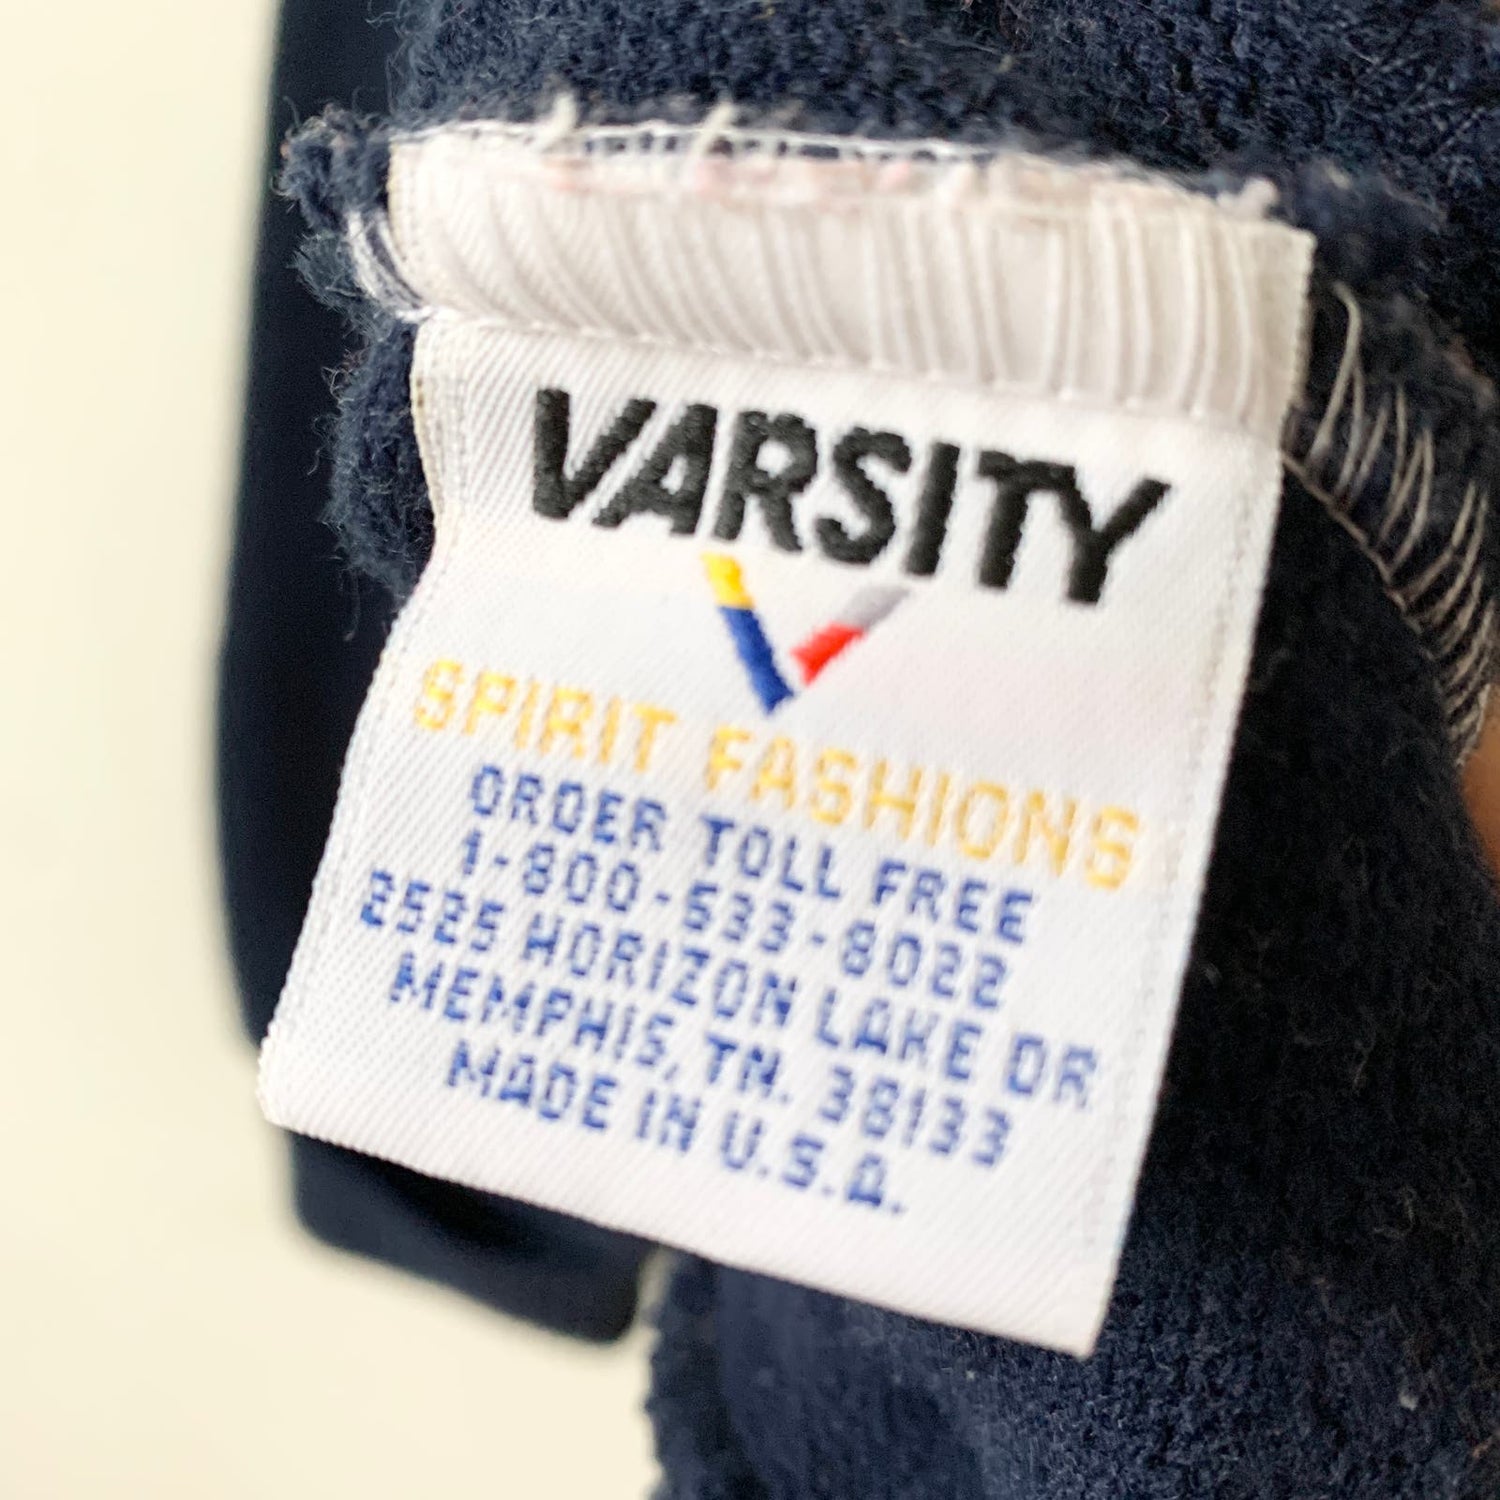 VARSITY
SPIRIT FASHIONS
ORDER TOLL FREE
1-800-533-8022
2525 HORIZON LAKE DR
MEMPHIS, TN. 38133
MADE IN U.S.A.